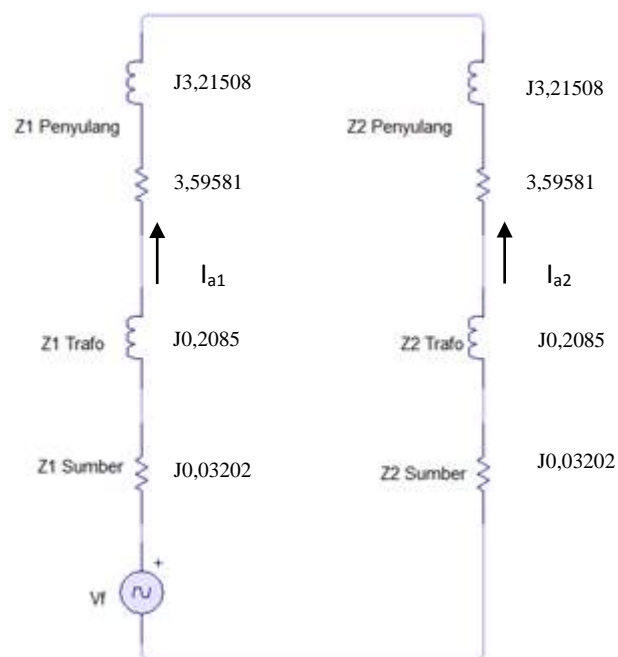 J3,21508
Z1 Penyulang
3,59581
Ia1
Z1 Trafo
J0,2085
Z1 Sumber
J0,03202
+
Vf
J3,21508
Z2 Penyulang
3,59581
Ia2
Z2 Trafo
J0,2085
Z2 Sumber
J0,03202